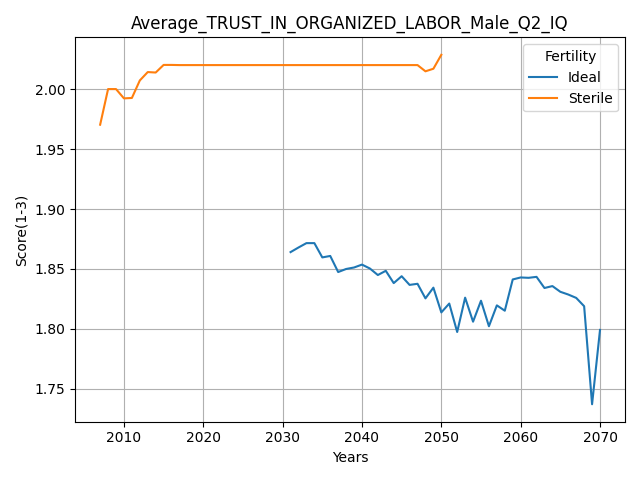 Average_TRUST_IN_ORGANIZED_LABOR_Male_Q2_IQ
Fertility
Ideal
Sterile
Score(1-3)
2.00
1.95
1.90
1.85
1.80
1.75
2010 2020 2030 2040 2050 2060 2070
Years